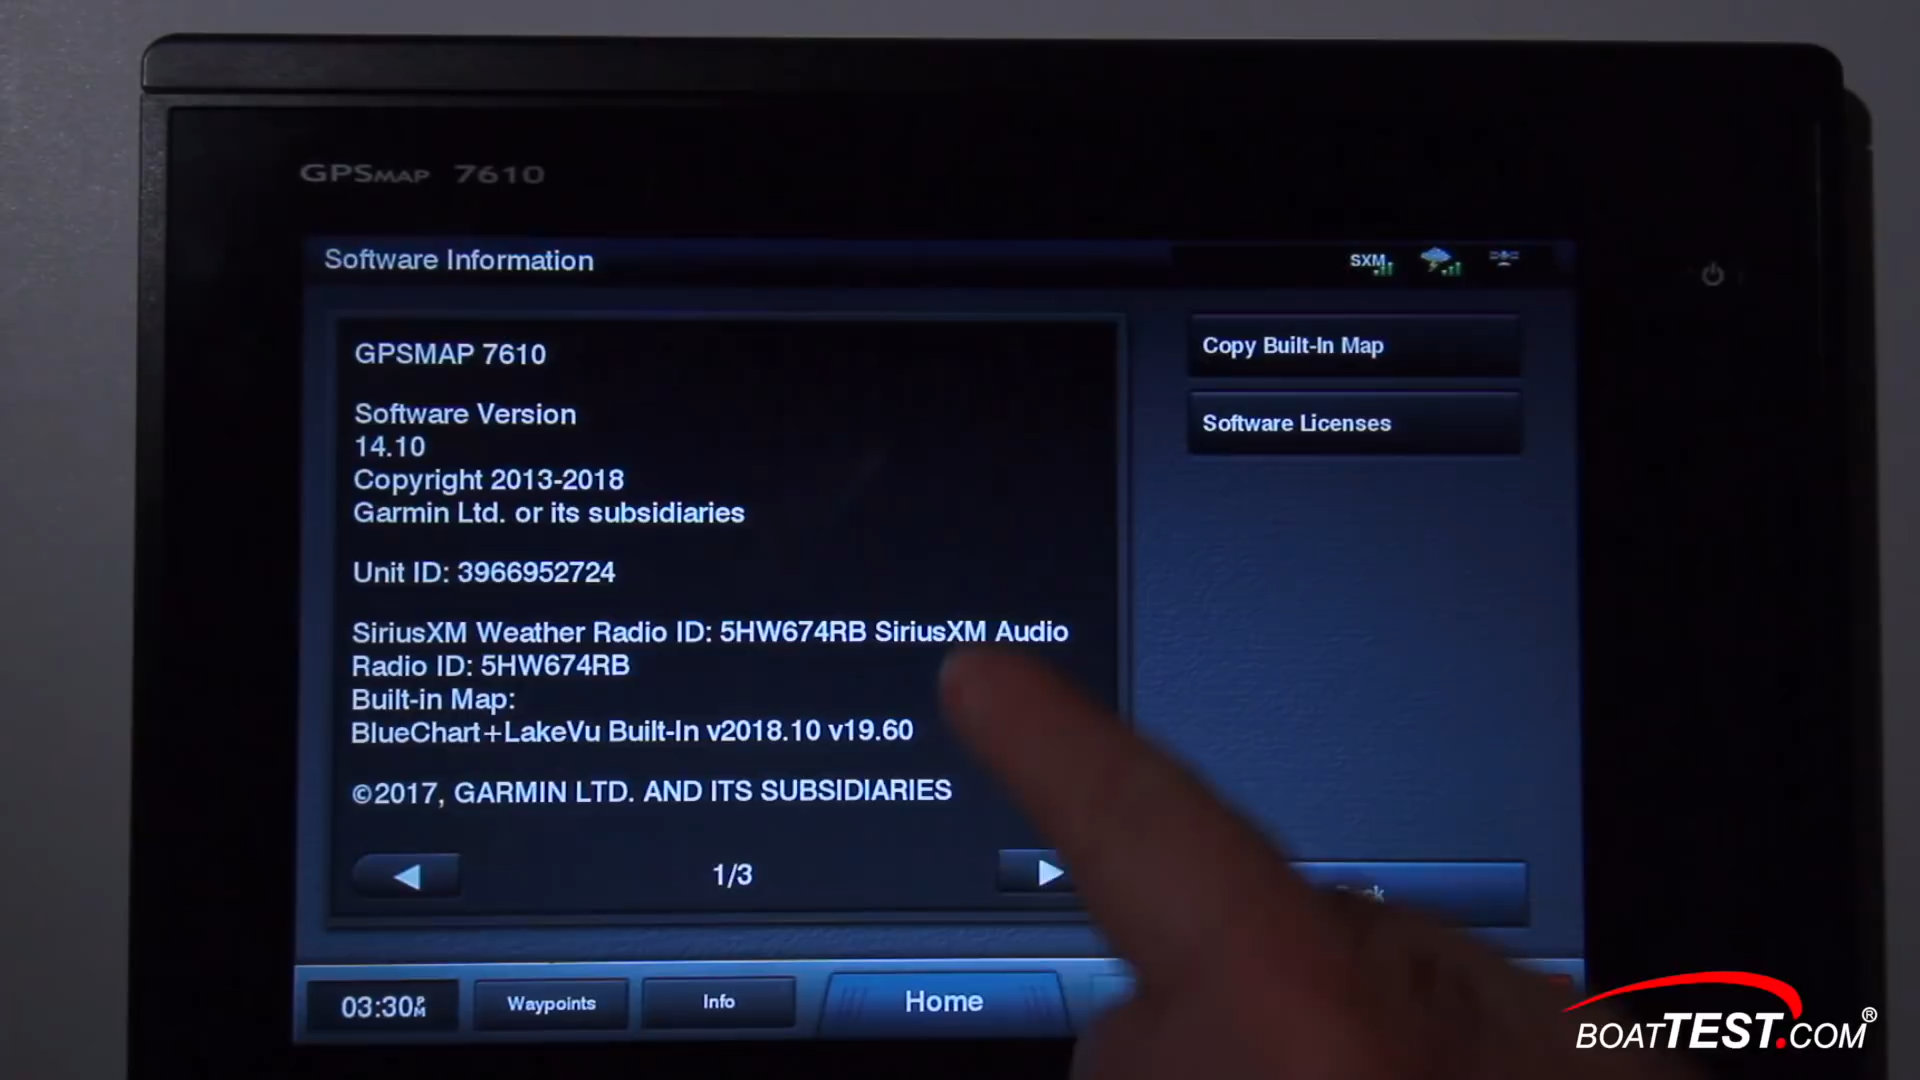 GPSMAP 7610
Software Information
SXM
GPSMAP 7610
Software Version
14.10
Copyright 2013-2018
Garmin Ltd. or its subsidiaries
Unit ID: 3966952724
SiriusXM Weather Radio ID: 5HW674RB SiriusXM Audio
Radio ID: 5HW674RB
Built-in Map:
BlueChart+LakeVu Built-In v2018.10 v19.60
©2017, GARMIN LTD. AND ITS SUBSIDIARIES
1/3
Copy Built-In Map
Software Licenses
03:30PM
Waypoints
Info
Home
BOATTEST.COM®